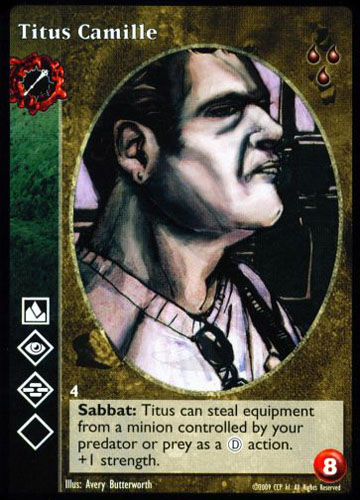 Titus Camille
4
Sabbat: Titus can steal equipment
from a minion controlled by your
predator or prey as a Ⓓ action.
+1 strength.
8
Illus: Avery Butterworth
©2009 CCP hf. All Rights Reserved